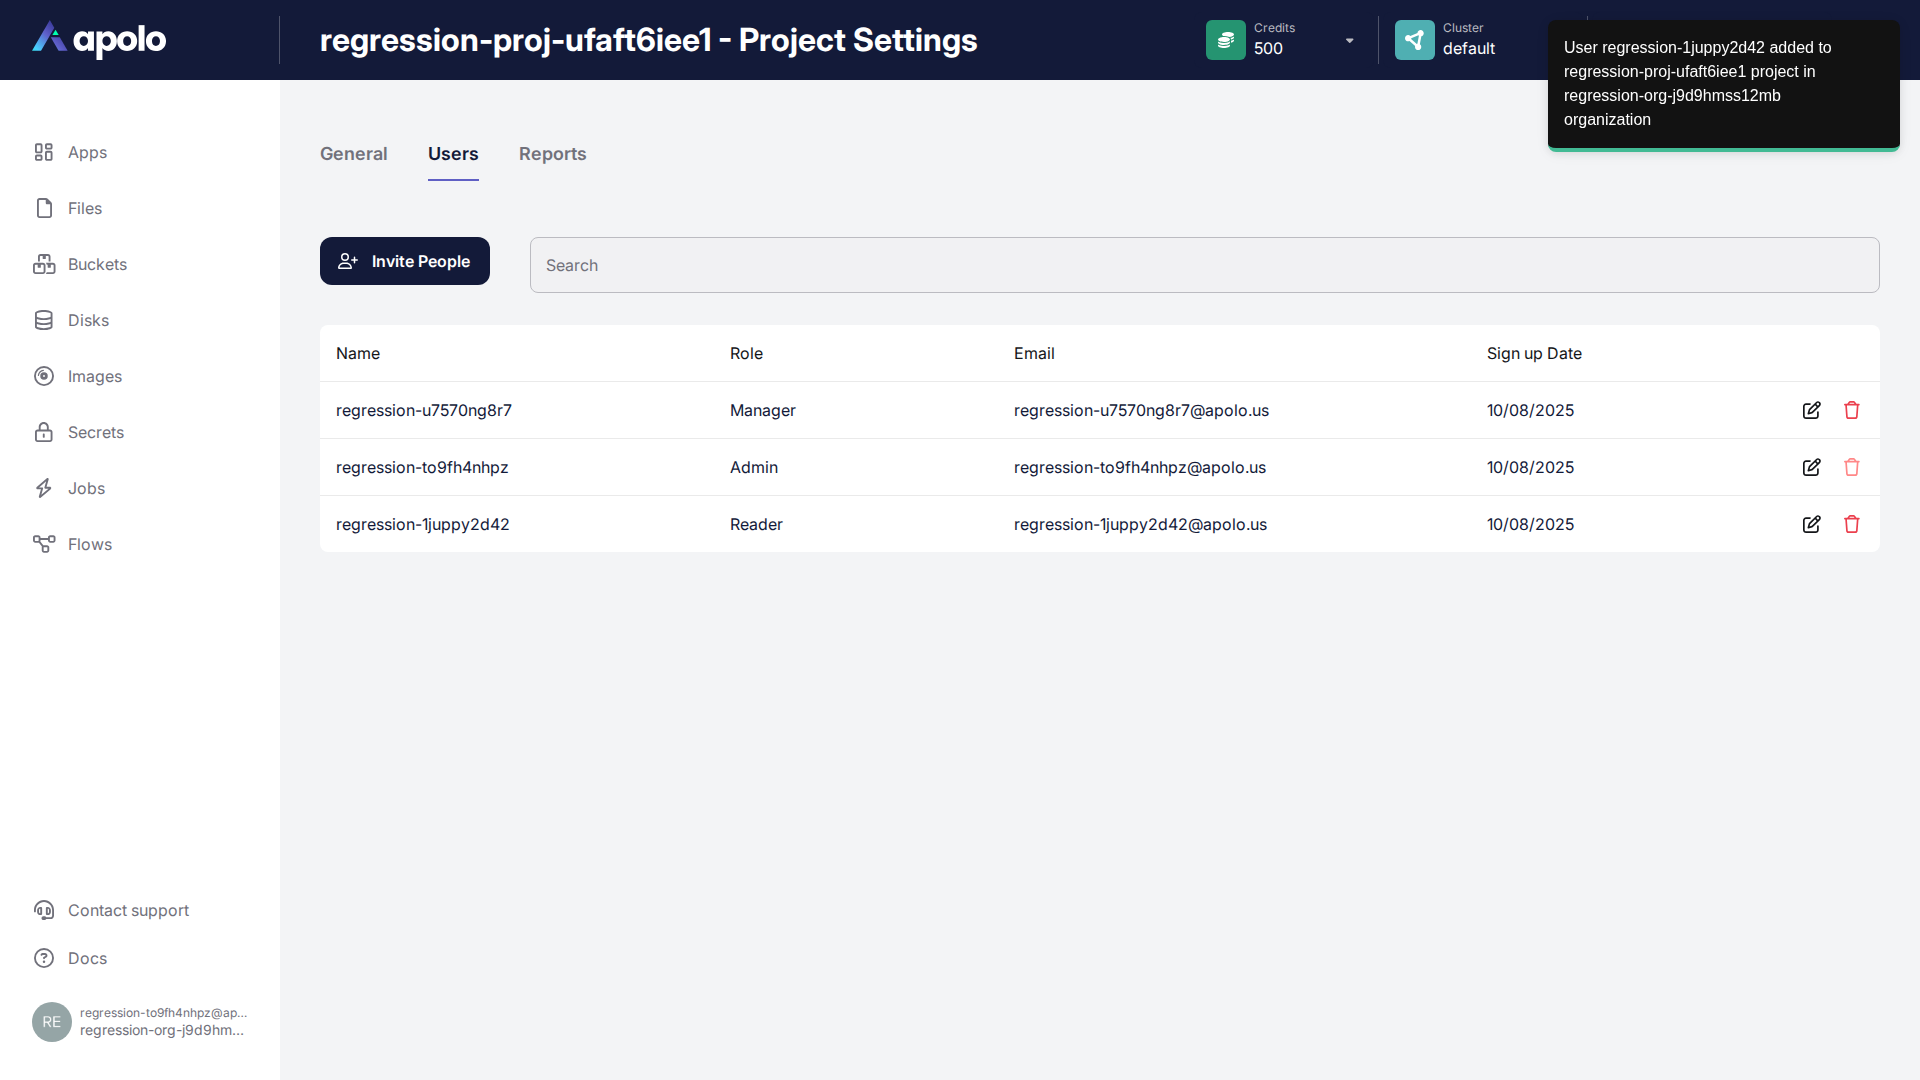 apolo
regression-proj-ufaft6iee1 - Project Settings
Credits
500
Cluster
default
User regression-1juppy2d42 added to
regression-proj-ufaft6iee1 project in
regression-org-j9d9hmss12mb
organization
Apps
Files
Buckets
Disks
Images
Secrets
Jobs
Flows
General Users Reports
Invite People
Search
Name Role Email Sign up Date
regression-u7570ng8r7 Manager regression-u7570ng8r7@apolo.us 10/08/2025
regression-to9fh4nhpz Admin regression-to9fh4nhpz@apolo.us 10/08/2025
regression-1juppy2d42 Reader regression-1juppy2d42@apolo.us 10/08/2025
Contact support
Docs
RE
regression-to9fh4nhpz@ap...
regression-org-j9d9hm...